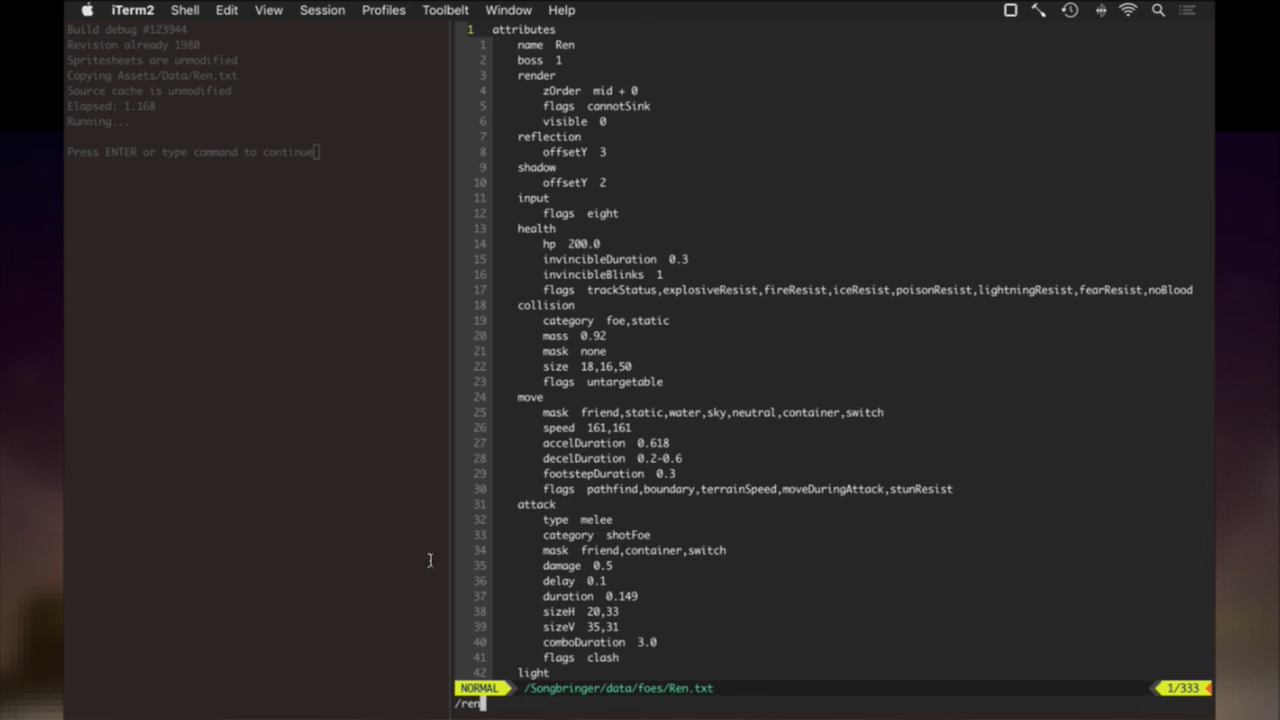 iTerm2 Shell Edit View Session Profiles Toolbelt Window Help
Build debug #123944
Revision already 1980
Spritesheets are unmodified
Copying Assets/Data/Ren.txt
Source cache is unmodified
Elapsed: 1.168
Running...
Press ENTER or type command to continue
1 attributes
1 name Ren
2 boss 1
3 render
4 zOrder mid + 0
5 flags cannotSink
6 visible 0
7 reflection
8 offsetY 3
9 shadow
10 offsetY 2
11 input
12 flags eight
13 health
14 hp 200.0
15 invincibleDuration 0.3
16 invincibleBlinks 1
17 flags trackStatus,explosiveResist,fireResist,iceResist,poisonResist,lightningResist,fearResist,noBlood
18 collision
19 category foe,static
20 mass 0.92
21 mask none
22 size 18,16,50
23 flags untargetable
24 move
25 mask friend,static,water,sky,neutral,container,switch
26 speed 161,161
27 accelDuration 0.618
28 decelDuration 0.2-0.6
29 footstepDuration 0.3
30 flags pathfind,boundary,terrainSpeed,moveDuringAttack,stunResist
31 attack
32 type melee
33 category shotFoe
34 mask friend,container,switch
35 damage 0.5
36 delay 0.1
37 duration 0.149
38 sizeH 20,33
39 sizeV 35,31
40 comboDuration 3.0
41 flags clash
42 light
NORMAL /Songbringer/data/foes/Ren.txt 1/333
/ren